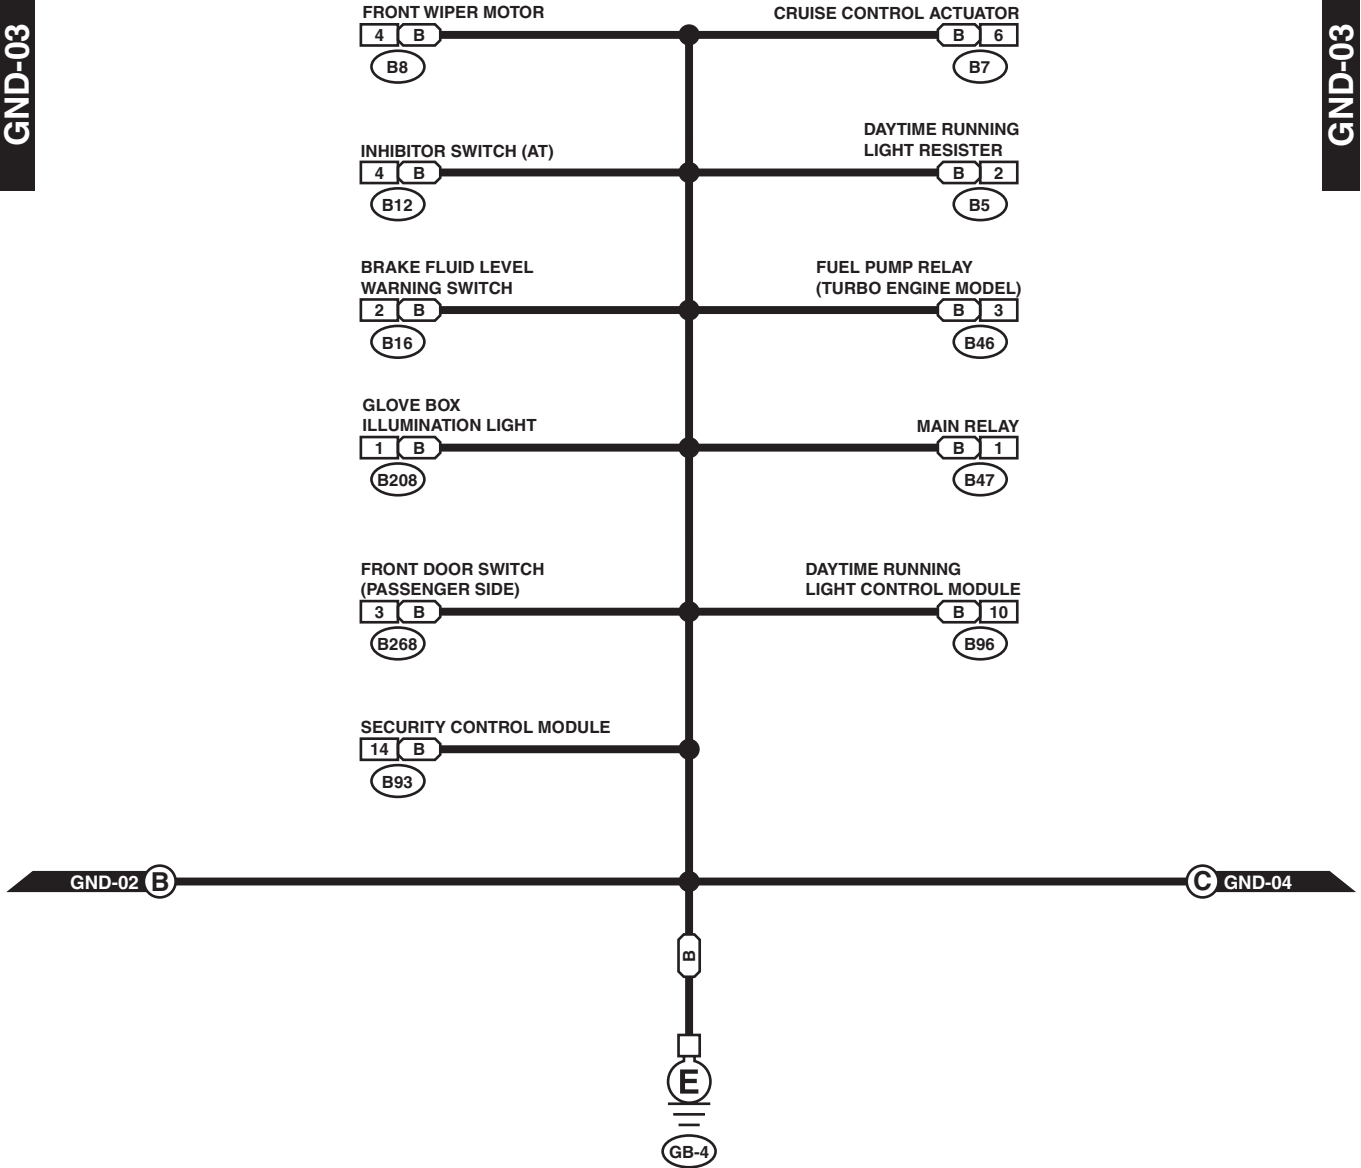 GND-03
GND-03
FRONT WIPER MOTOR
4 B
B8
CRUISE CONTROL ACTUATOR
B 6
B7
INHIBITOR SWITCH (AT)
4 B
B12
DAYTIME RUNNING
LIGHT RESISTER
B 2
B5
BRAKE FLUID LEVEL
WARNING SWITCH
2 B
B16
FUEL PUMP RELAY
(TURBO ENGINE MODEL)
B 3
B46
GLOVE BOX
ILLUMINATION LIGHT
1 B
B208
MAIN RELAY
B 1
B47
FRONT DOOR SWITCH
(PASSENGER SIDE)
3 B
B268
DAYTIME RUNNING
LIGHT CONTROL MODULE
B 10
B96
SECURITY CONTROL MODULE
14 B
B93
GND-02 B
C GND-04
B
E
GB-4